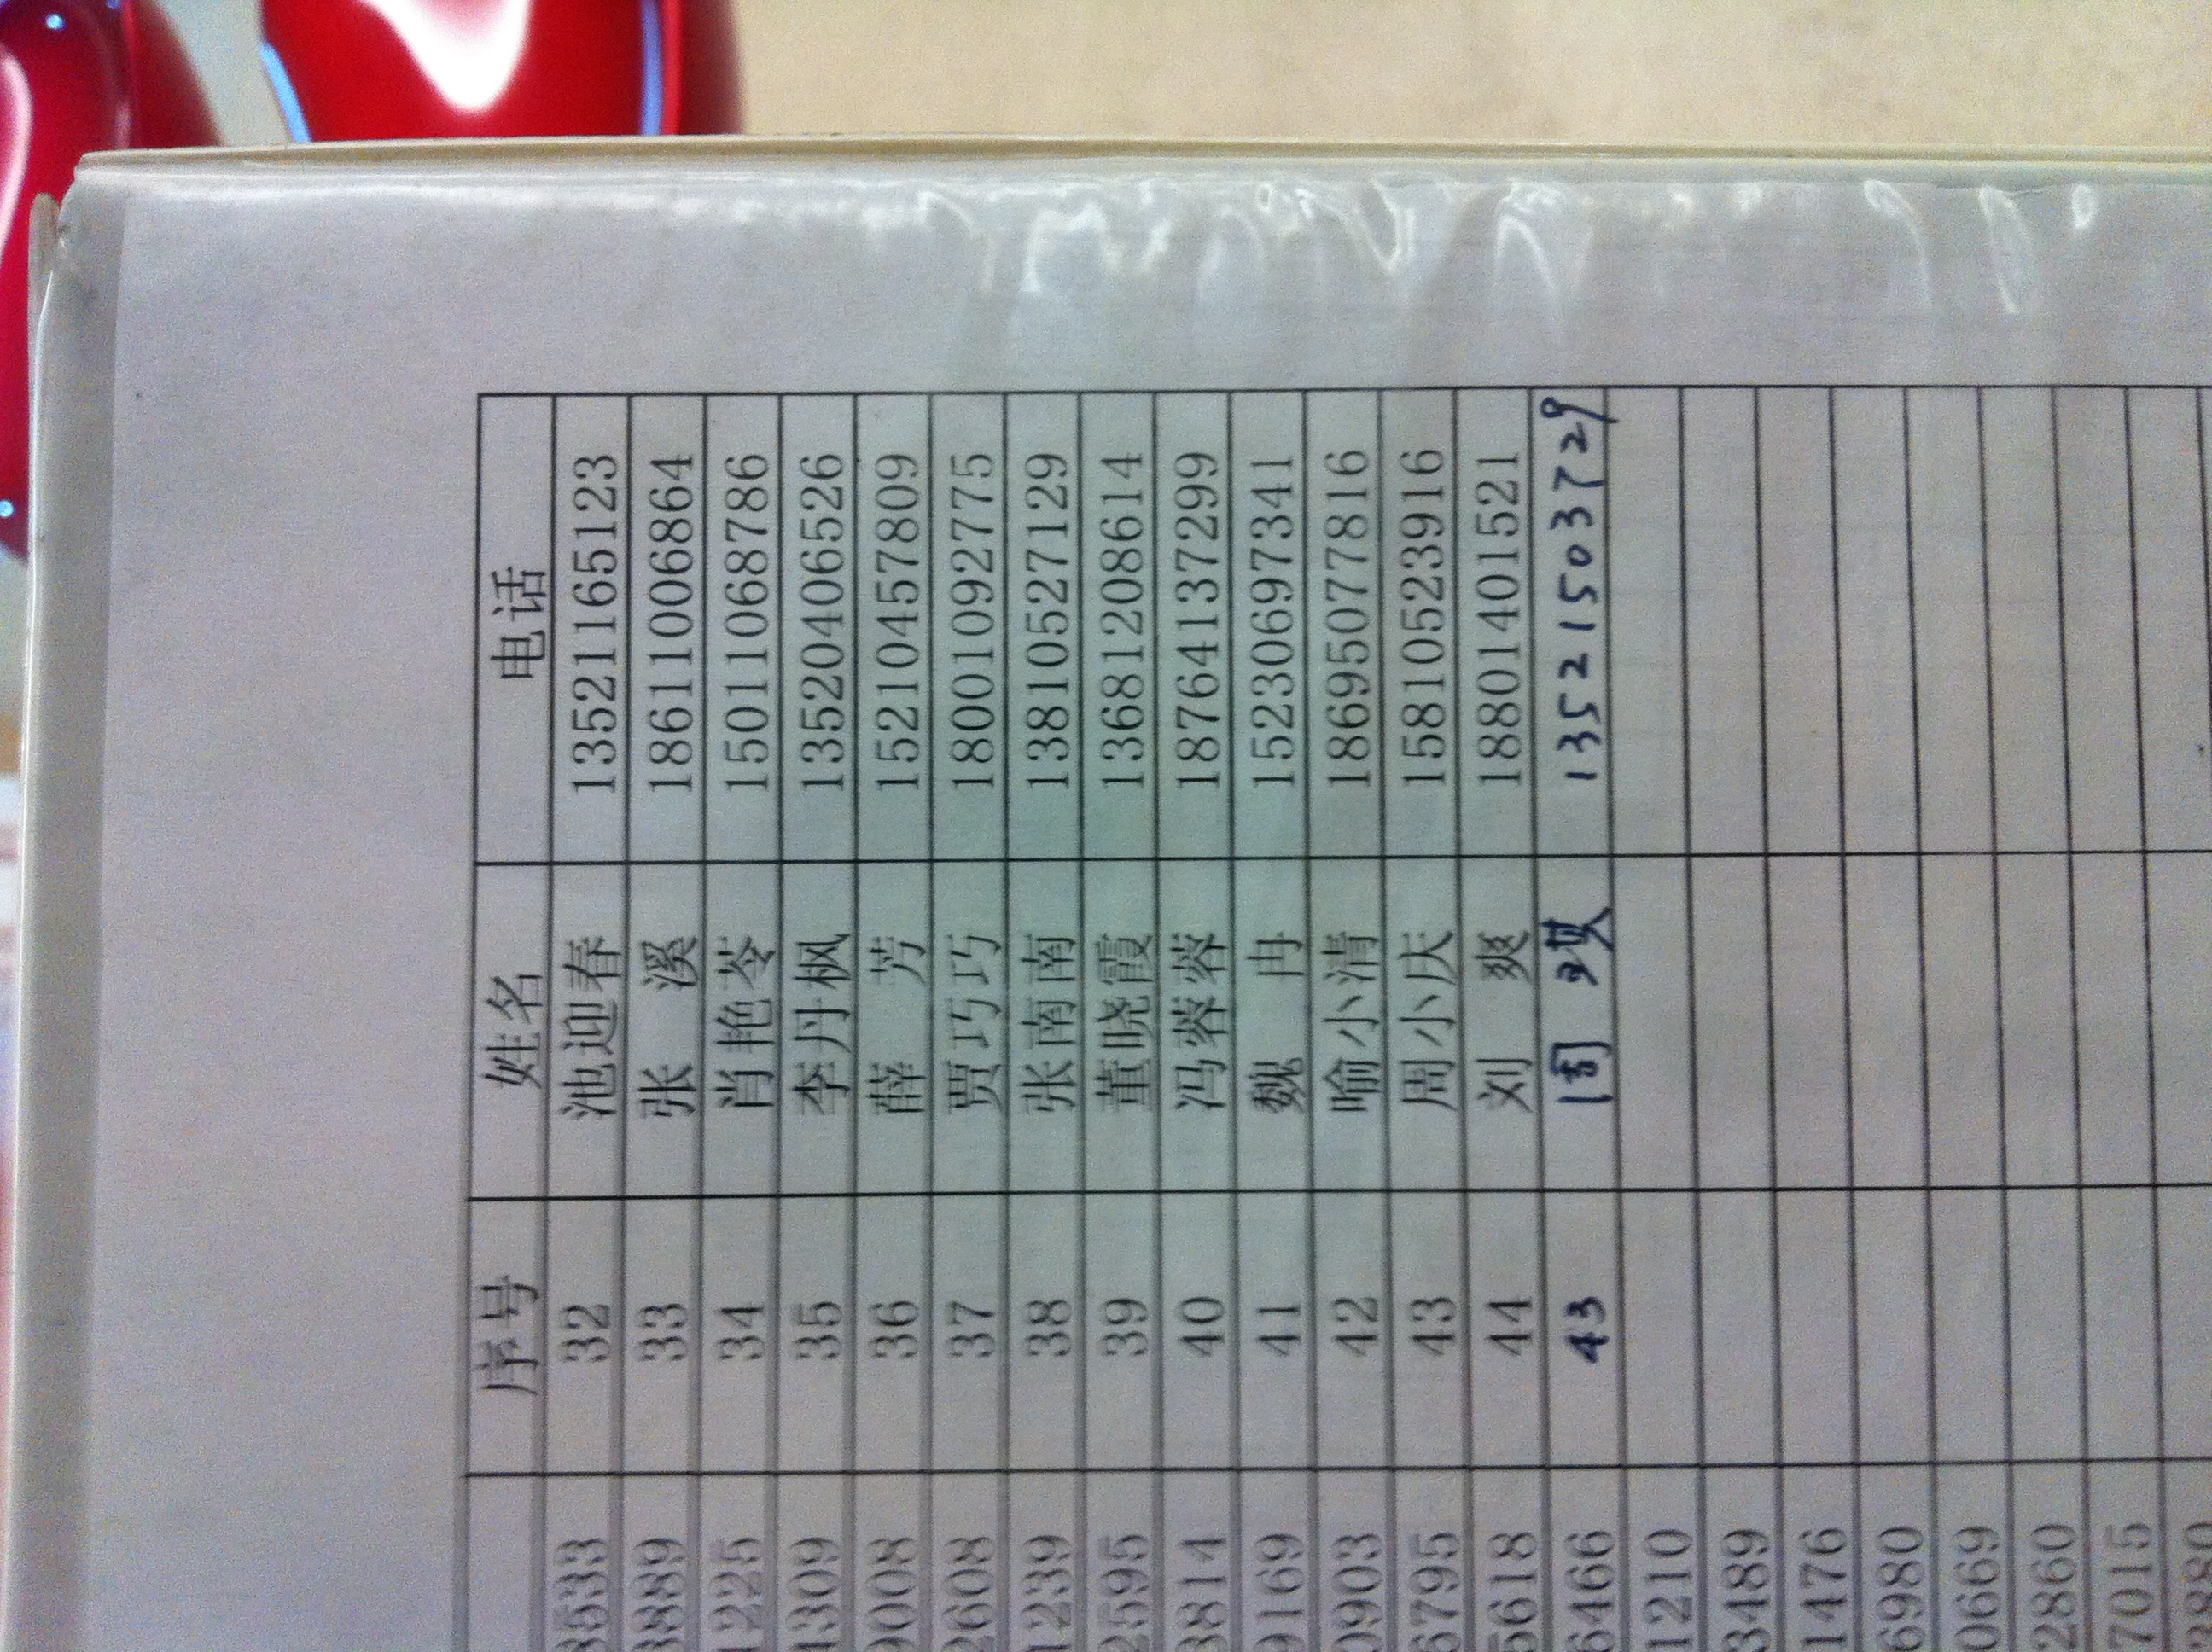 序号 姓名 电话
8533 32 池迎春 13521165123
3889 33 张 溪 18611006864
1225 34 肖艳苓 15011068786
4309 35 李丹枫 13520406526
9008 36 薛 芳 15210457809
2608 37 贾巧巧 18001092775
1239 38 张南南 13810527129
2595 39 董晓霞 13681208614
3814 40 冯蓉蓉 18764137299
9169 41 魏 冉 15230697341
0903 42 喻小清 18695077816
6795 43 周小庆 15810523916
5618 44 刘 爽 18801401521
6466 43 周 琪 13521503729
1210
3489
1476
6980
0669
2860
7015
3880